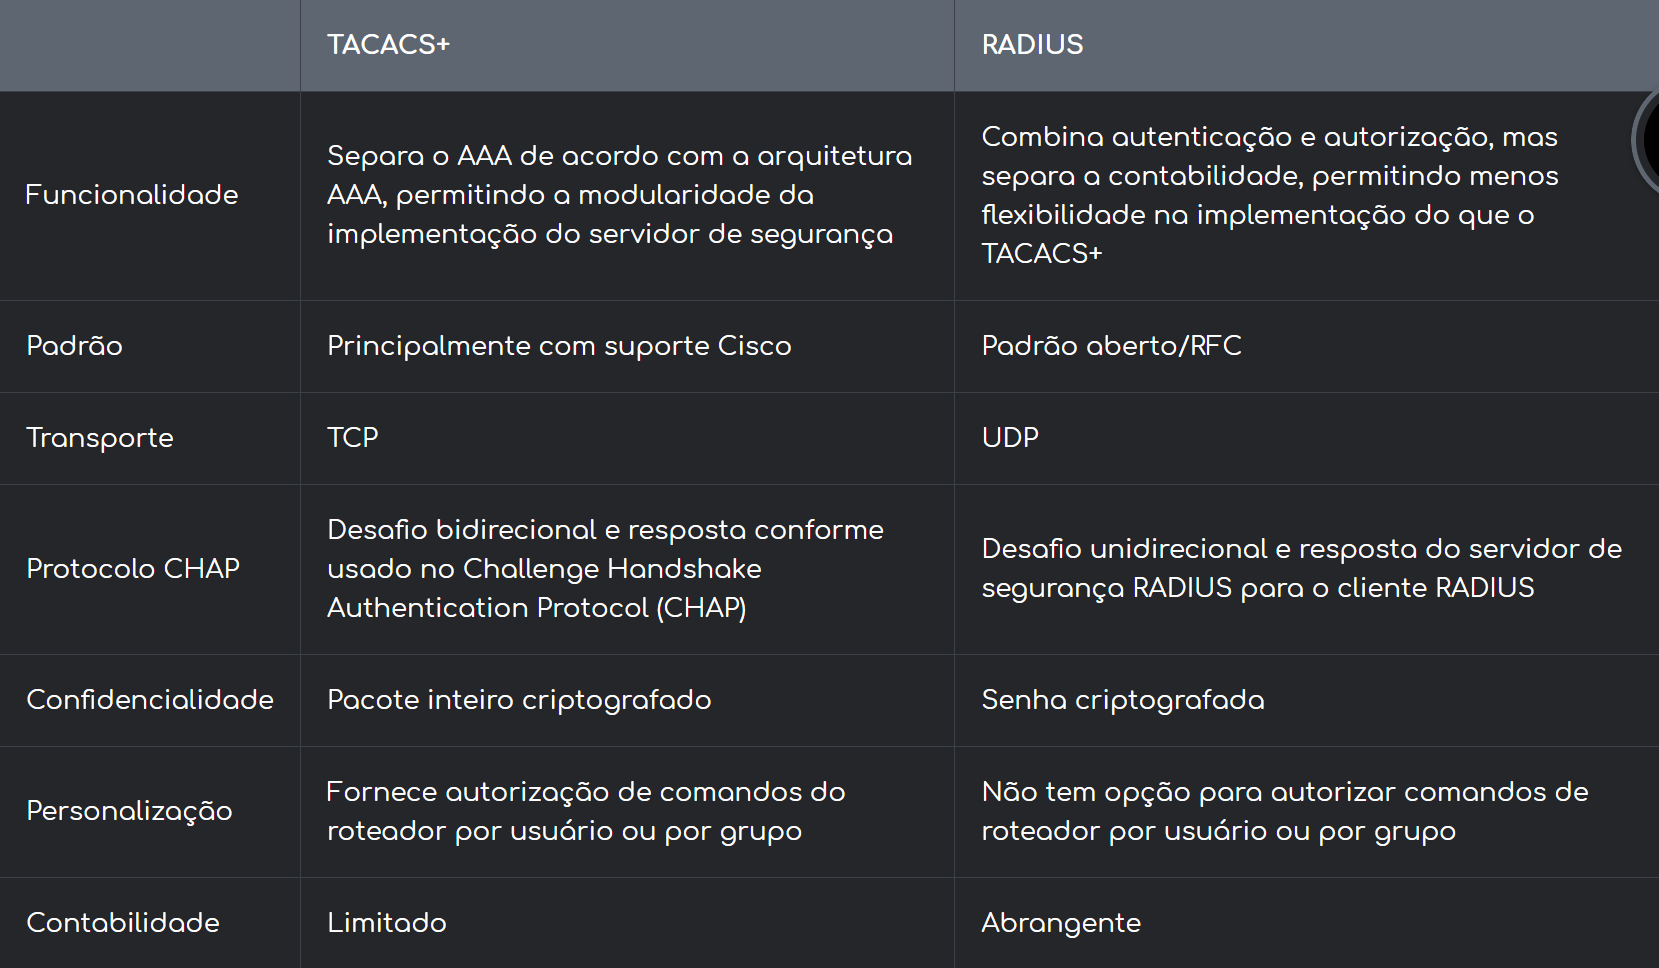 TACACS+
RADIUS
Funcionalidade
Separa o AAA de acordo com a arquitetura
AAA, permitindo a modularidade da
implementação do servidor de segurança
Combina autenticação e autorização, mas
separa a contabilidade, permitindo menos
flexibilidade na implementação do que o
TACACS+
Padrão
Principalmente com suporte Cisco
Padrão aberto/RFC
Transporte
TCP
UDP
Protocolo CHAP
Desafio bidirecional e resposta conforme
usado no Challenge Handshake
Authentication Protocol (CHAP)
Desafio unidirecional e resposta do servidor de
segurança RADIUS para o cliente RADIUS
Confidencialidade
Pacote inteiro criptografado
Senha criptografada
Personalização
Fornece autorização de comandos do
roteador por usuário ou por grupo
Não tem opção para autorizar comandos de
roteador por usuário ou por grupo
Contabilidade
Limitado
Abrangente